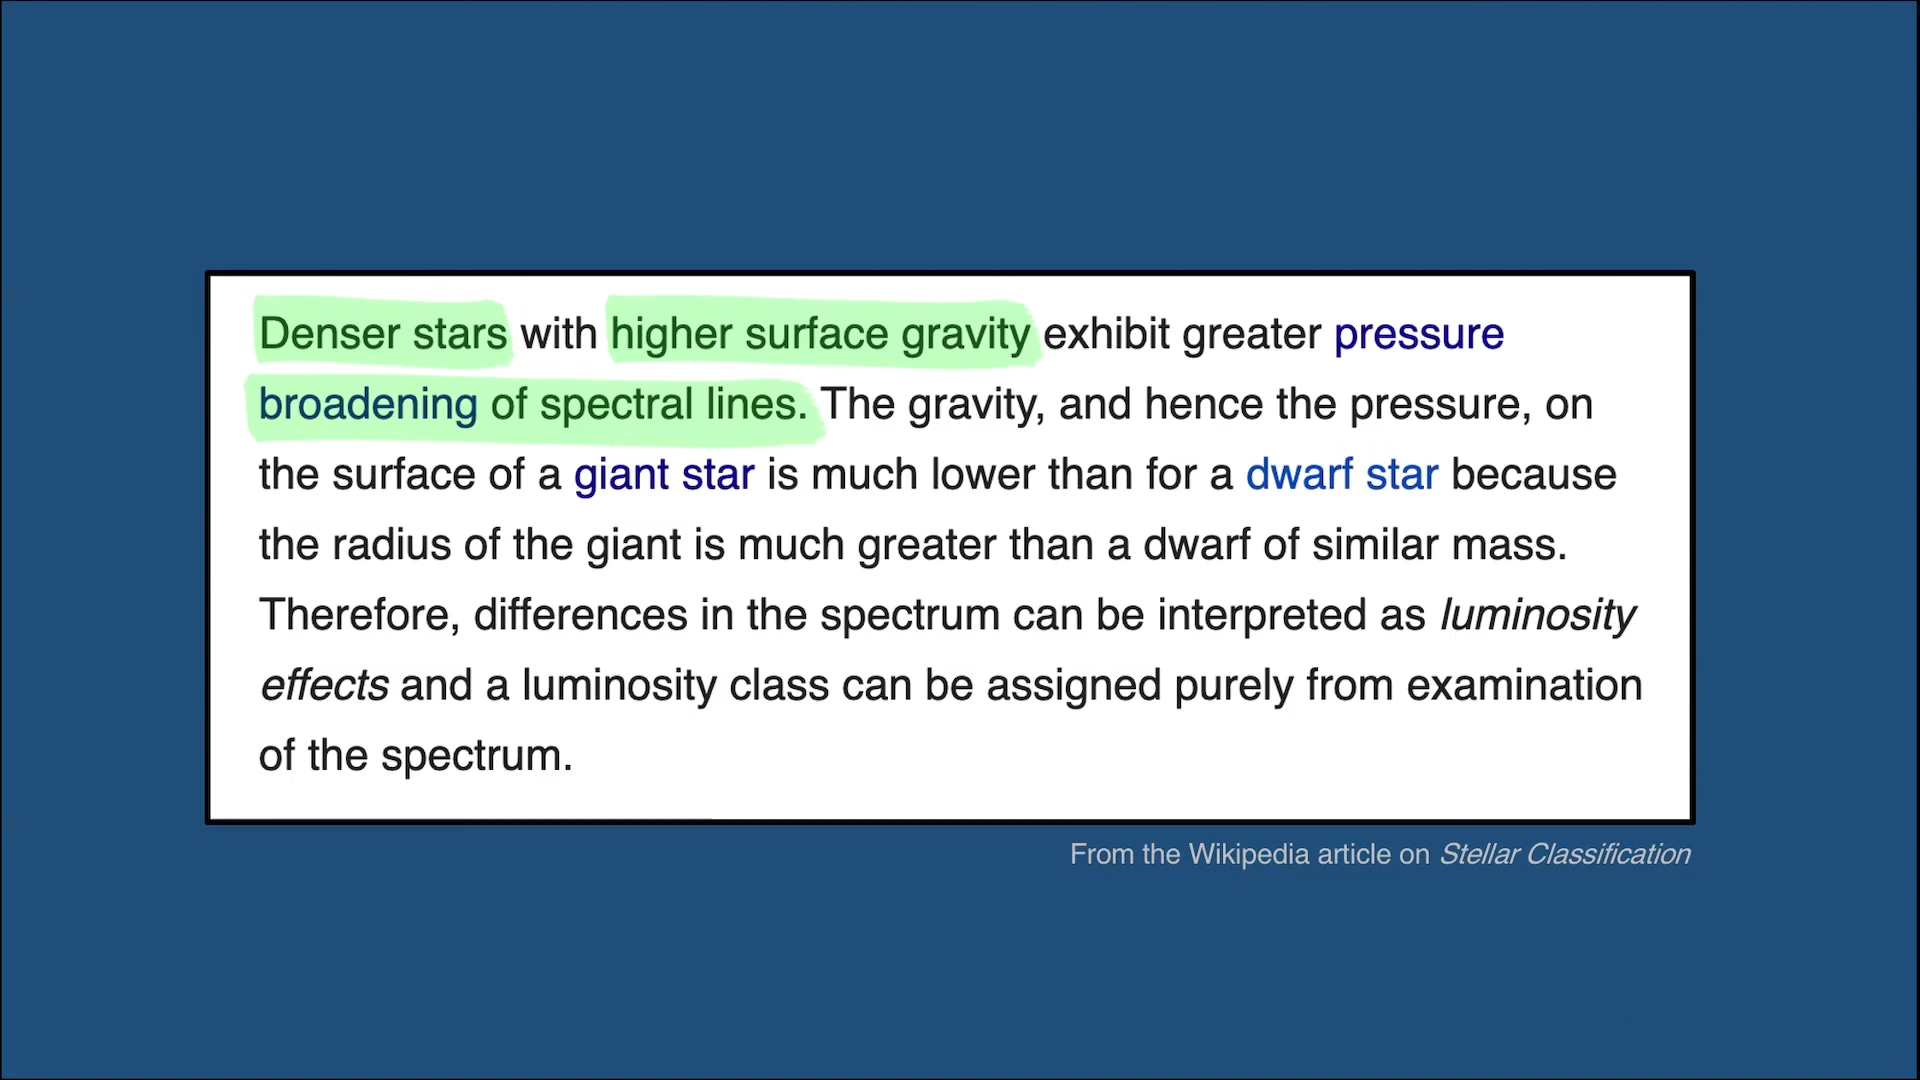 Denser stars with higher surface gravity exhibit greater pressure
broadening of spectral lines. The gravity, and hence the pressure, on
the surface of a giant star is much lower than for a dwarf star because
the radius of the giant is much greater than a dwarf of similar mass.
Therefore, differences in the spectrum can be interpreted as luminosity
effects and a luminosity class can be assigned purely from examination
of the spectrum.
From the Wikipedia article on Stellar Classification